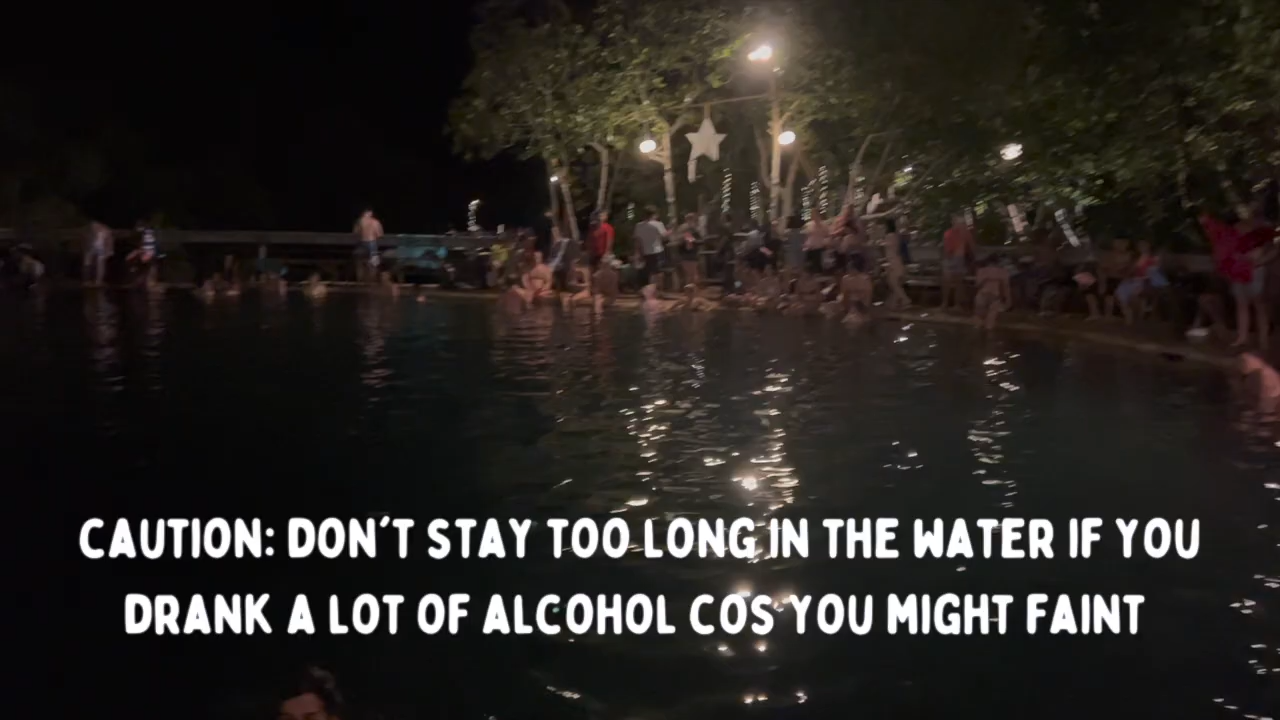 CAUTION: DON'T STAY TOO LONG IN THE WATER IF YOU
DRANK A LOT OF ALCOHOL COS YOU MIGHT FAINT